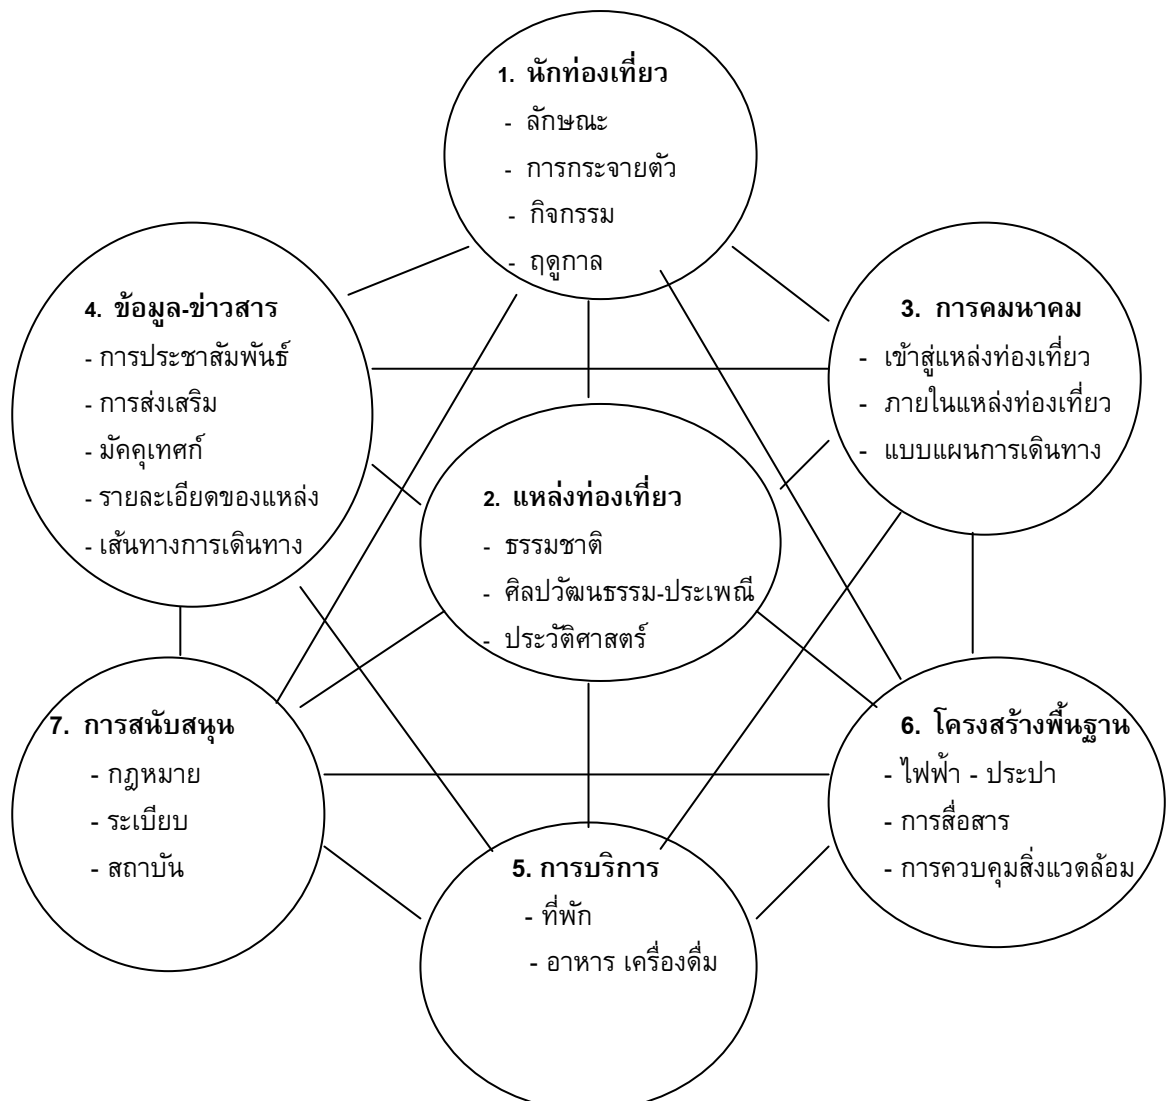 1. นักท่องเที่ยว
- ลักษณะ
- การกระจายตัว
- กิจกรรม
- ฤดูกาล
4. ข้อมูล-ข่าวสาร
- การประชาสัมพันธ์
- การส่งเสริม
- มัคคุเทศก์
- รายละเอียดของแหล่ง
- เส้นทางการเดินทาง
3. การคมนาคม
- เข้าสู่แหล่งท่องเที่ยว
- ภายในแหล่งท่องเที่ยว
- แบบแผนการเดินทาง
2. แหล่งท่องเที่ยว
- ธรรมชาติ
- ศิลปวัฒนธรรม-ประเพณี
- ประวัติศาสตร์
7. การสนับสนุน
- กฎหมาย
- ระเบียบ
- สถาบัน
6. โครงสร้างพื้นฐาน
- ไฟฟ้า - ประปา
- การสื่อสาร
- การควบคุมสิ่งแวดล้อม
5. การบริการ
- ที่พัก
- อาหาร เครื่องดื่ม